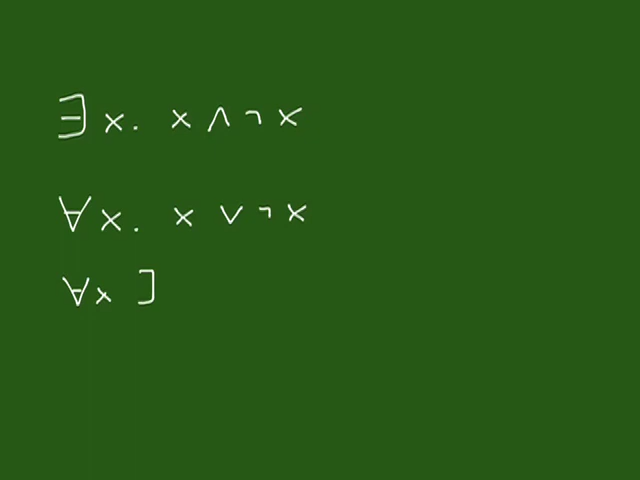 ∃x. x ∧ ¬x
∀x. x ∨ ¬x
∀x ]